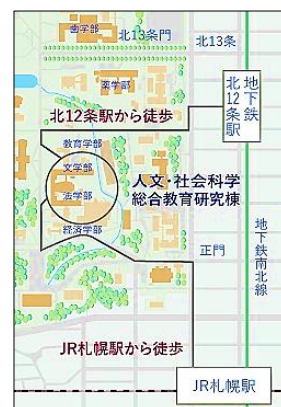 歯学部
北13条門
北13条
薬学部
地下鉄
北12条駅
北12条駅から徒歩
教育学部
文学部
法学部
経済学部
人文・社会科学
総合教育研究棟
正門
地下鉄南北線
JR札幌駅から徒歩
JR札幌駅